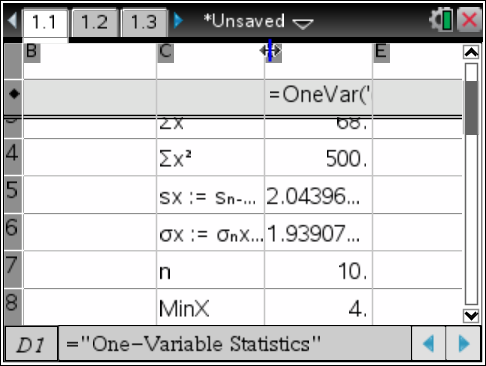 1.1 1.2 1.3 *Unsaved
B C E
=OneVar('
Σx 68.
4 Σx² 500.
5 sx := sₙ-... 2.04396...
6 σx := σₙx... 1.93907...
7 n 10.
8 MinX 4.
D1 ="One-Variable Statistics"